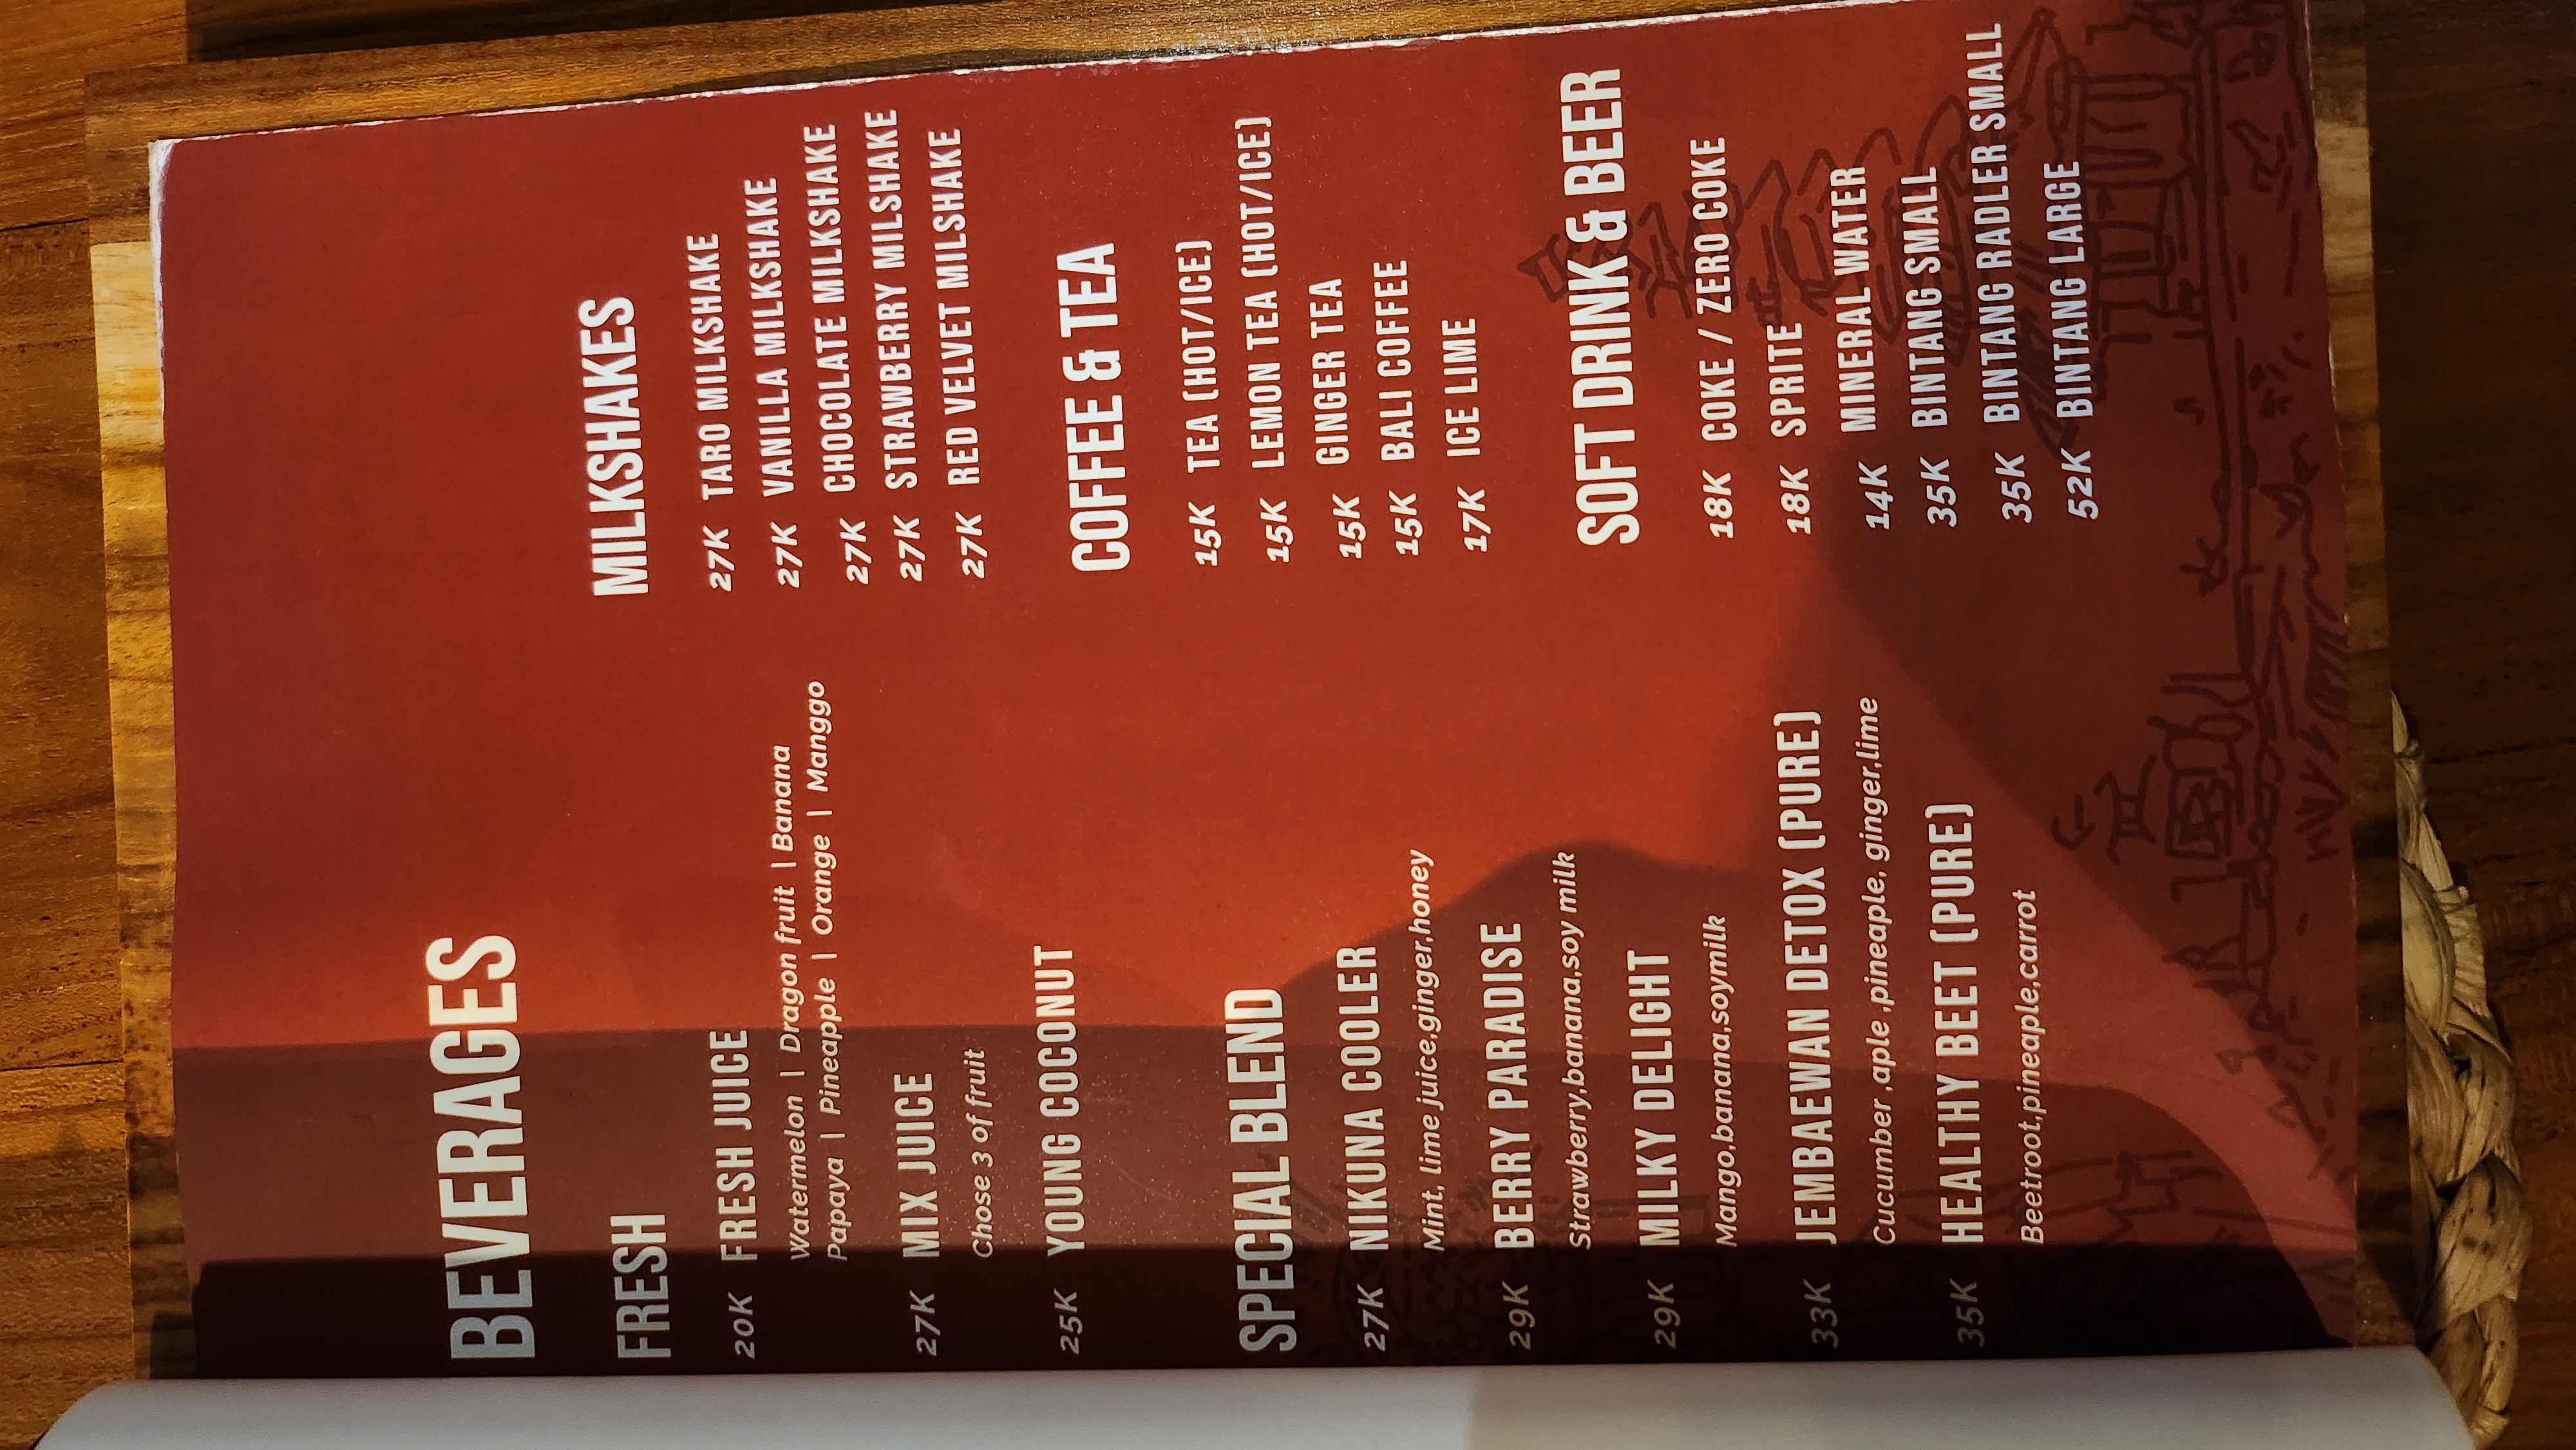 BEVERAGES
FRESH
20K FRESH JUICE
Watermelon | Dragon fruit | Banana
Papaya | Pineapple | Orange | Manggo
27K MIX JUICE
Chose 3 of fruit
25K YOUNG COCONUT
SPECIAL BLEND
27K NIKUNA COOLER
Mint, lime juice,ginger,honey
29K BERRY PARADISE
Strawberry,banana,soy milk
29K MILKY DELIGHT
Mango,banana,soymilk
33K JEMBAEWAN DETOX (PURE)
Cucumber ,aple ,pineapple, ginger,lime
35K HEALTHY BEET (PURE)
Beetroot,pineaple,carrot
MILKSHAKES
27K TARO MILKSHAKE
27K VANILLA MILKSHAKE
27K CHOCOLATE MILKSHAKE
27K STRAWBERRY MILSHAKE
27K RED VELVET MILSHAKE
COFFEE & TEA
15K TEA (HOT/ICE)
15K LEMON TEA (HOT/ICE)
15K GINGER TEA
15K BALI COFFEE
17K ICE LIME
SOFT DRINK & BEER
18K COKE / ZERO COKE
18K SPRITE
14K MINERAL WATER
35K BINTANG SMALL
35K BINTANG RADLER SMALL
52K BINTANG LARGE